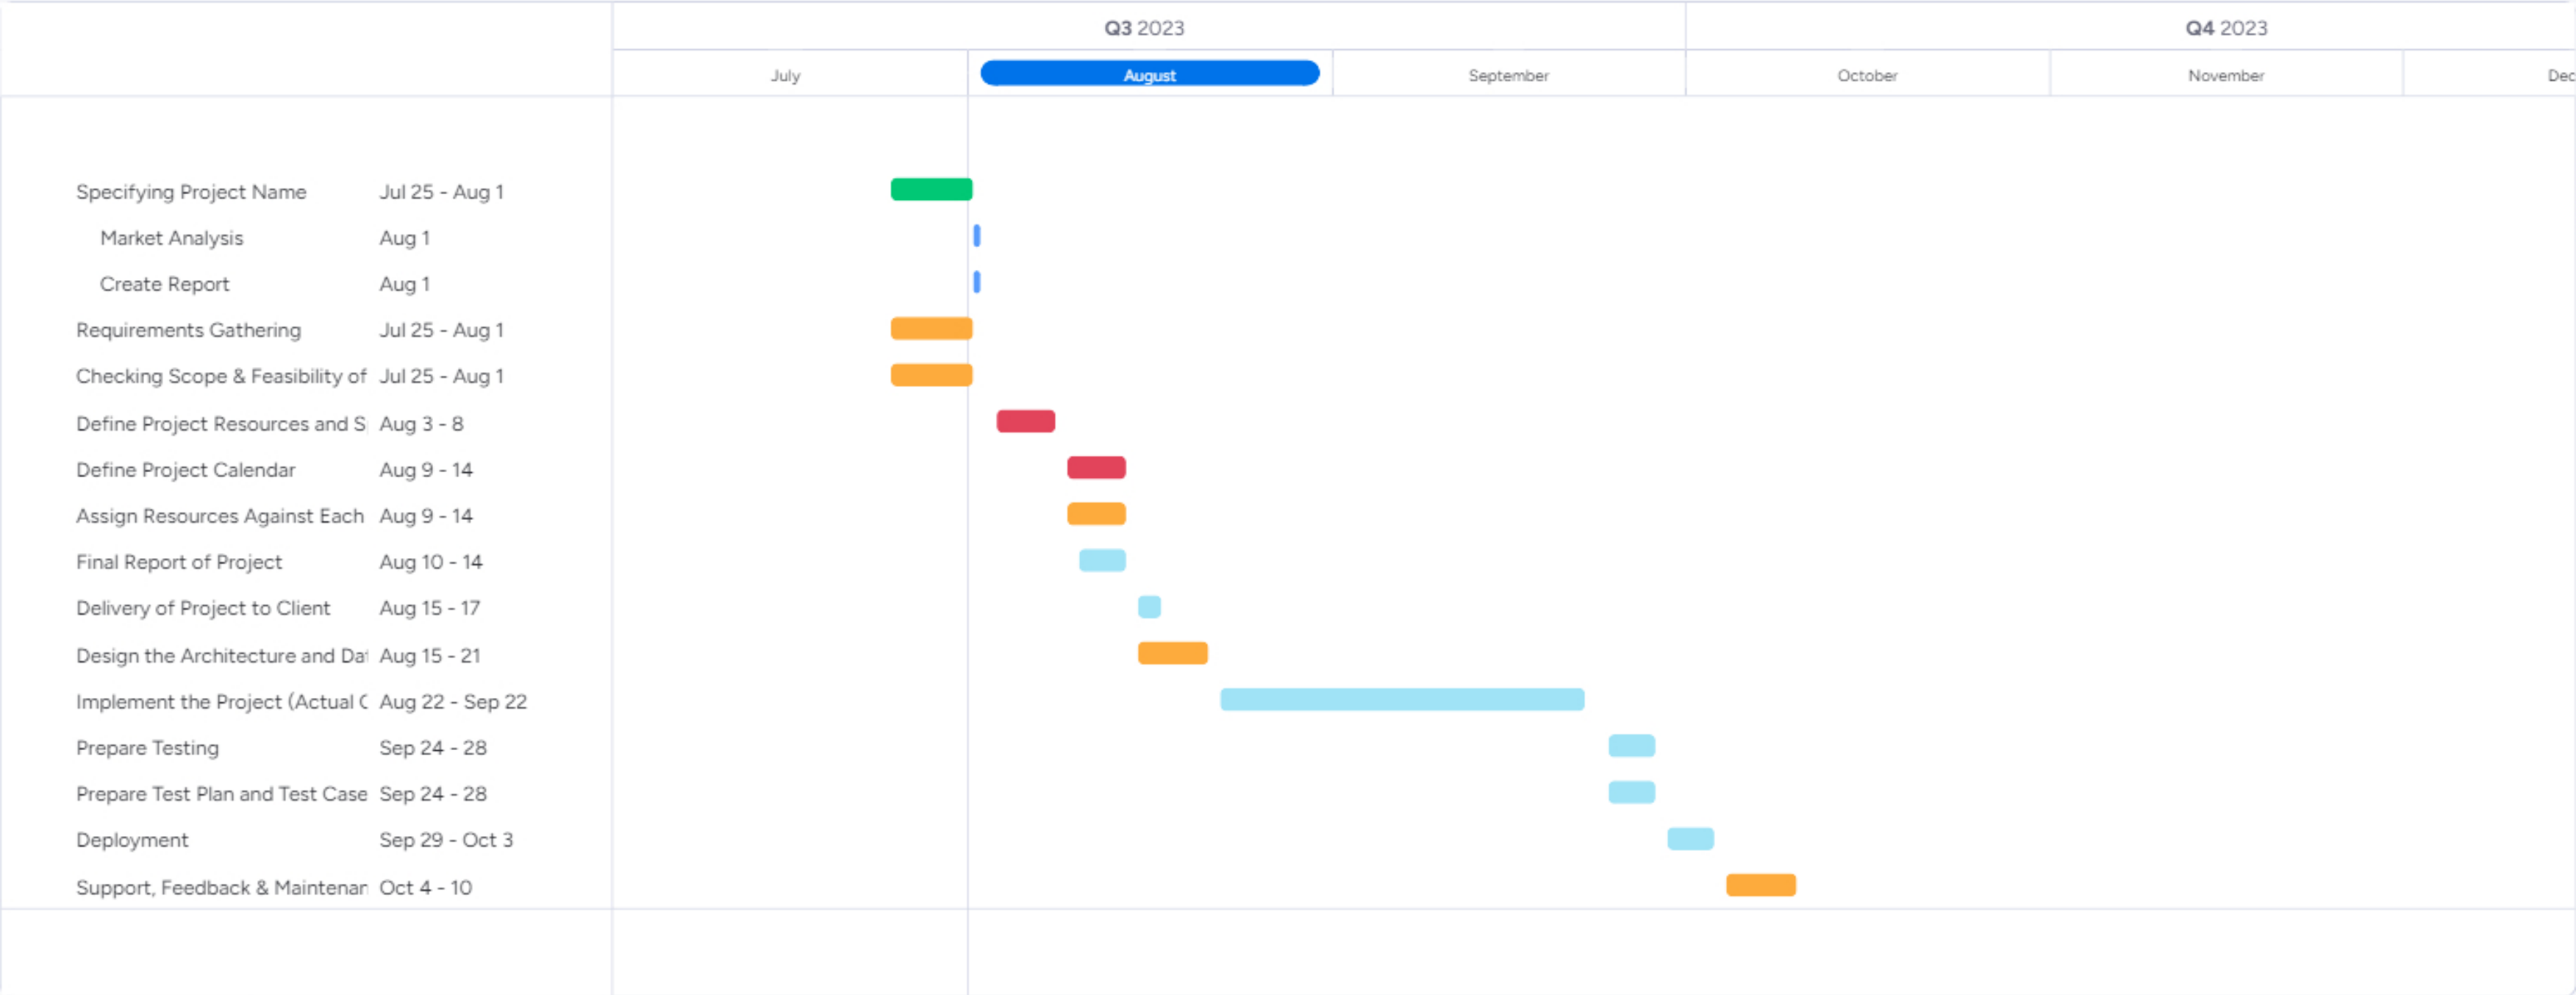 Q3 2023 Q4 2023
July August September October November Dec
Specifying Project Name Jul 25 - Aug 1
Market Analysis Aug 1
Create Report Aug 1
Requirements Gathering Jul 25 - Aug 1
Checking Scope & Feasibility of Jul 25 - Aug 1
Define Project Resources and S Aug 3 - 8
Define Project Calendar Aug 9 - 14
Assign Resources Against Each Aug 9 - 14
Final Report of Project Aug 10 - 14
Delivery of Project to Client Aug 15 - 17
Design the Architecture and Dat Aug 15 - 21
Implement the Project (Actual C Aug 22 - Sep 22
Prepare Testing Sep 24 - 28
Prepare Test Plan and Test Case Sep 24 - 28
Deployment Sep 29 - Oct 3
Support, Feedback & Maintenan Oct 4 - 10